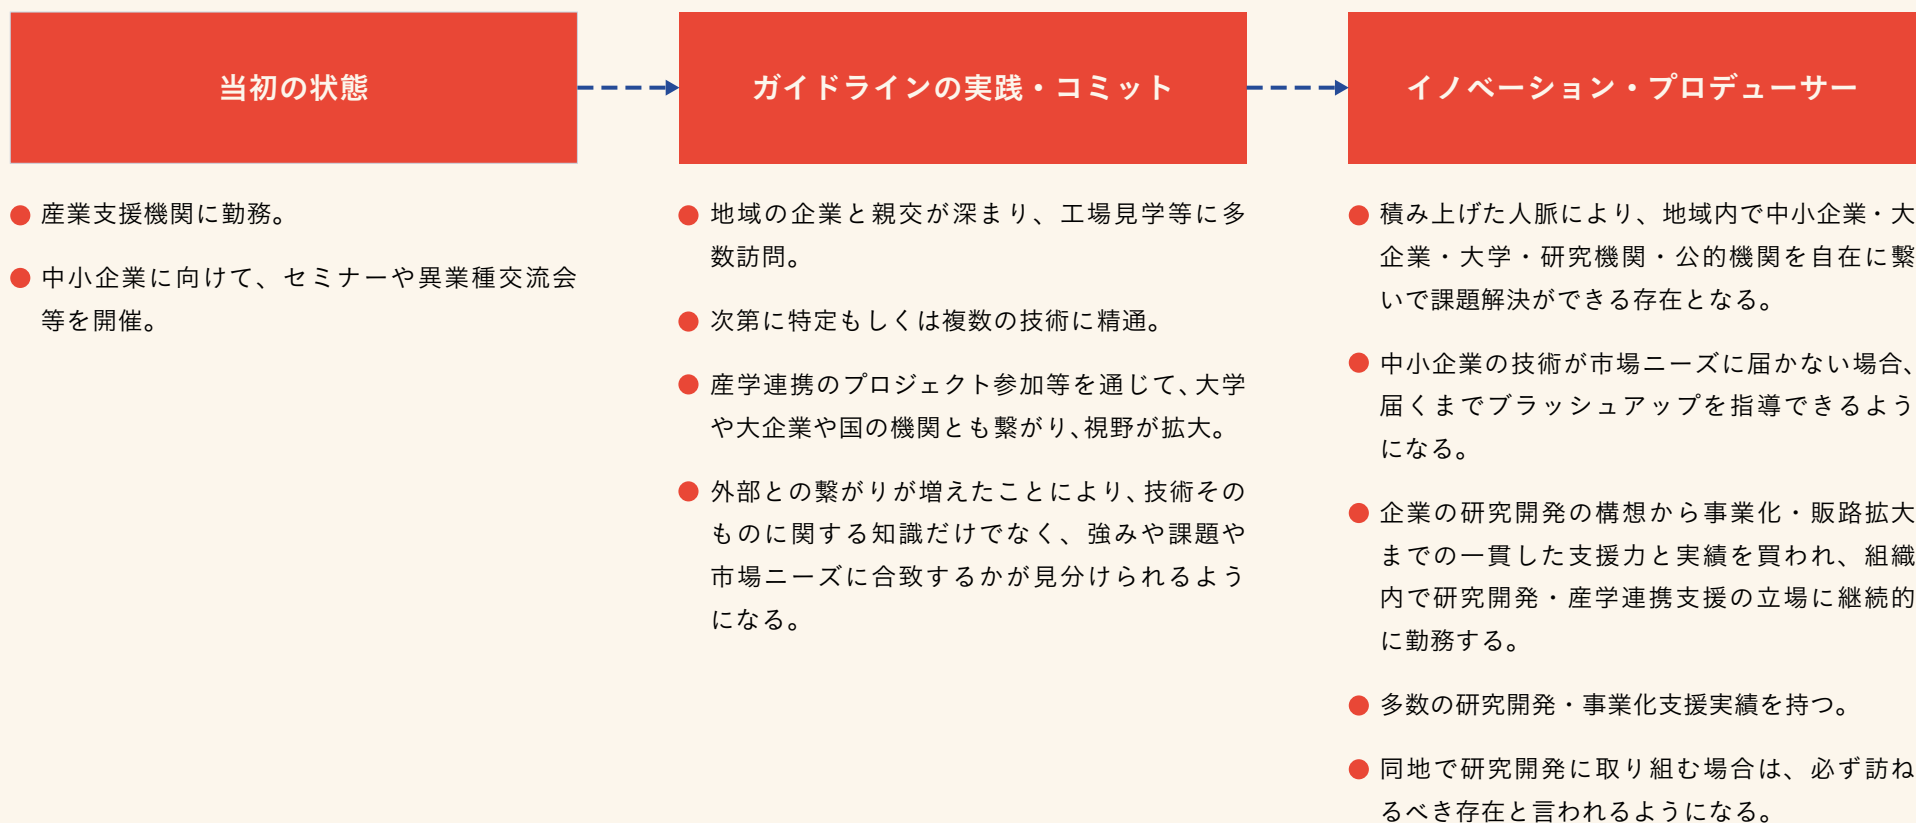 当初の状態
産業支援機関に勤務。
中小企業に向けて、セミナーや異業種交流会
等を開催。
ガイドラインの実践・コミット
地域の企業と親交が深まり、工場見学等に多
数訪問。
次第に特定もしくは複数の技術に精通。
産学連携のプロジェクト参加等を通じて、大学
や大企業や国の機関とも繋がり、視野が拡大。
外部との繋がりが増えたことにより、技術その
ものに関する知識だけでなく、強みや課題や
市場ニーズに合致するかが見分けられるよう
になる。
イノベーション・プロデューサー
積み上げた人脈により、地域内で中小企業・大
企業・大学・研究機関・公的機関を自在に繋
いで課題解決ができる存在となる。
中小企業の技術が市場ニーズに届かない場合、
届くまでブラッシュアップを指導できるよう
になる。
企業の研究開発の構想から事業化・販路拡大
までの一貫した支援力と実績を買われ、組織
内で研究開発・産学連携支援の立場に継続的
に勤務する。
多数の研究開発・事業化支援実績を持つ。
同地で研究開発に取り組む場合は、必ず訪ね
るべき存在と言われるようになる。